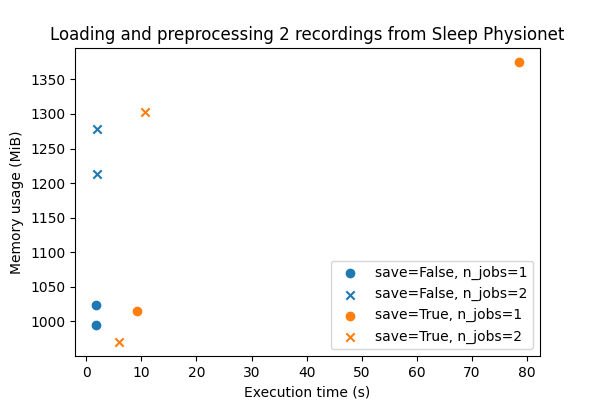 Loading and preprocessing 2 recordings from Sleep Physionet
Memory usage (MiB)
1350
1300
1250
1200
1150
1100
1050
1000
0 10 20 30 40 50 60 70 80
Execution time (s)
save=False, n_jobs=1
save=False, n_jobs=2
save=True, n_jobs=1
save=True, n_jobs=2